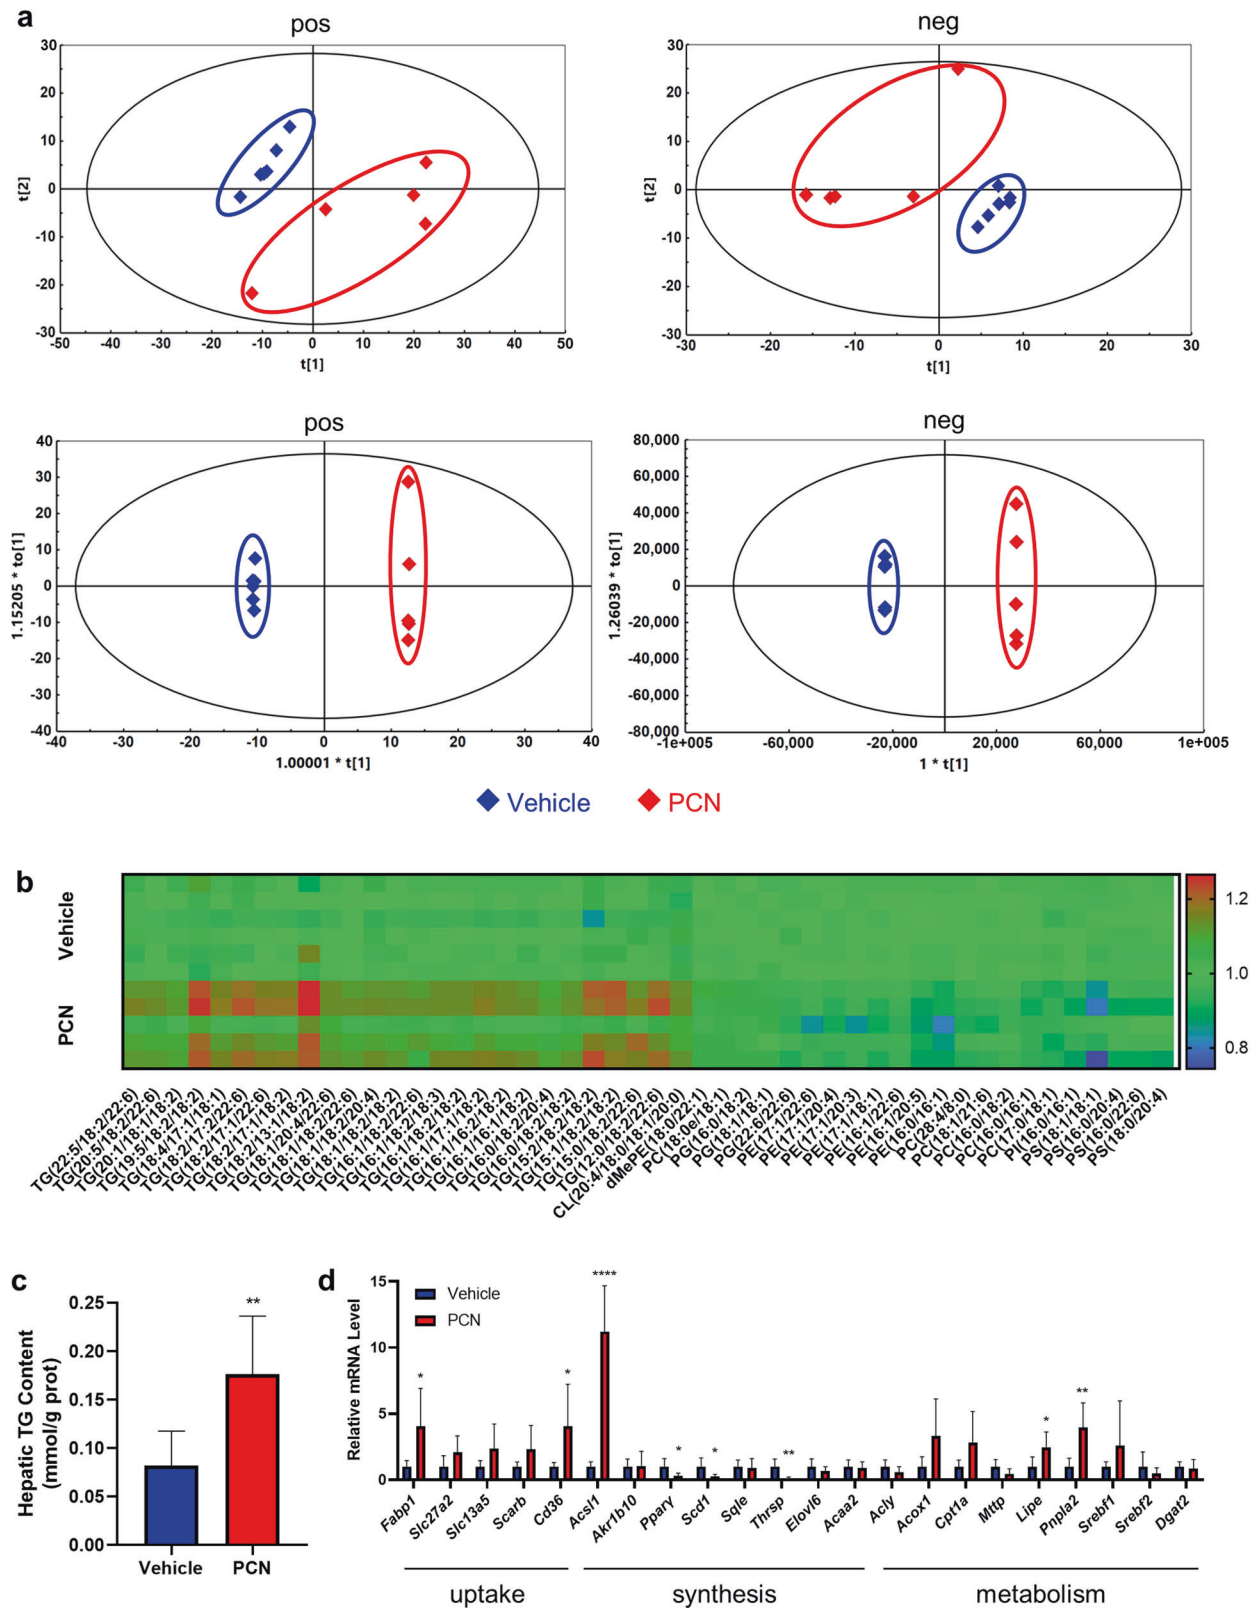 a
pos
30
20
10
0
-10
-20
-30
t[2]
-50 -40 -30 -20 -10 0 10 20 30 40 50
t[1]
neg
30
20
10
0
-10
-20
-30
t[2]
-30 -20 -10 0 10 20 30
t[1]
pos
40
30
20
10
0
-10
-20
-30
-40
1.15205 * to[1]
-40 -30 -20 -10 0 10 20 30 40
1.00001 * t[1]
neg
80,000
60,000
40,000
20,000
0
-20,000
-40,000
-60,000
-80,000
1.26039 * to[1]
-1e+005 -60,000 -20,000 20,000 60,000 1e+005
1 * t[1]
Vehicle PCN
b
Vehicle
PCN
1.2
1.0
0.8
TG(22:5/18:2/22:6)
TG(20:5/18:2/22:6)
TG(20:1/18:1/18:2)
TG(19:5/18:2/18:2)
TG(18:4/17:1/18:1)
TG(18:2/17:2/22:6)
TG(18:2/17:1/22:6)
TG(18:2/17:1/18:2)
TG(18:2/13:0/18:2)
TG(18:1/20:4/22:6)
TG(18:1/18:2/22:6)
TG(18:1/18:2/20:4)
TG(16:1/18:2/18:2)
TG(16:1/18:1/22:6)
TG(16:1/18:2/18:3)
TG(16:1/17:1/18:2)
TG(16:1/16:1/18:2)
TG(16:0/19:2/20:4)
TG(16:0/18:2/22:6)
TG(15:2/18:2/18:2)
TG(15:1/18:2/18:2)
TG(15:0/18:2/22:6)
TG(12:0/18:2/22:6)
CL(20:4/18:0/18:1/20:0)
dMePE(18:0/22:1)
PC(18:0e/18:1)
PG(16:0/18:2)
PG(18:1/18:1)
PG(22:6/22:6)
PE(17:1/22:6)
PE(17:1/20:4)
PE(17:1/20:3)
PE(17:1/18:1)
PE(16:1/22:6)
PE(16:1/20:5)
PE(16:0/16:1)
PC(28:4/8:0)
PC(18:1/21:6)
PC(16:0/18:2)
PC(16:0/16:1)
PC(17:0/18:1)
PI(16:0/16:1)
PS(18:1/18:1)
PS(16:0/20:4)
PS(16:0/22:6)
PS(18:0/20:4)
c
Hepatic TG Content
(mmol/g prot)
0.25
0.20
0.15
0.10
0.05
0.00
**
Vehicle PCN
d
Relative mRNA Level
15
10
5
0
Vehicle
PCN
* * **** * * ** * **
Fabp1 Slc27a2 Slc13a5 Scarb Cd36 Acsl1 Akr1b10 Pparγ Scd1 Sqle Thrsp Elovl6 Acaa2 Acly Acox1 Cpt1a Mttp Lipe Pnpla2 Srebf1 Srebf2 Dgat2
uptake synthesis metabolism